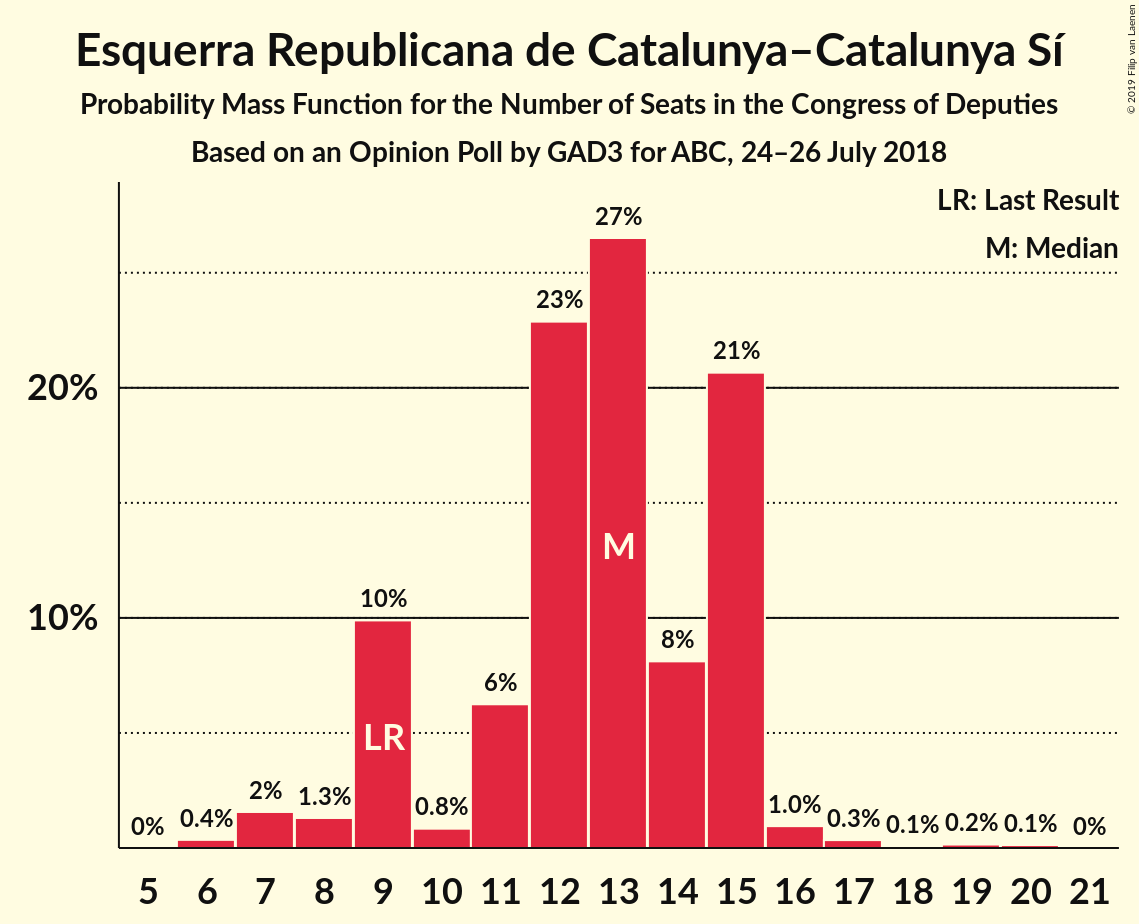 Esquerra Republicana de Catalunya–Catalunya Sí
Probability Mass Function for the Number of Seats in the Congress of Deputies
Based on an Opinion Poll by GAD3 for ABC, 24–26 July 2018
© 2019 Filip van Laenen
LR: Last Result
M: Median
27%
23%
21%
20%
M
10%
10%
8%
6%
LR
2%
1.3%
0.8%
1.0%
0%
0.4%
0.3%
0.1%
0.2%
0.1%
0%
5 6 7 8 9 10 11 12 13 14 15 16 17 18 19 20 21